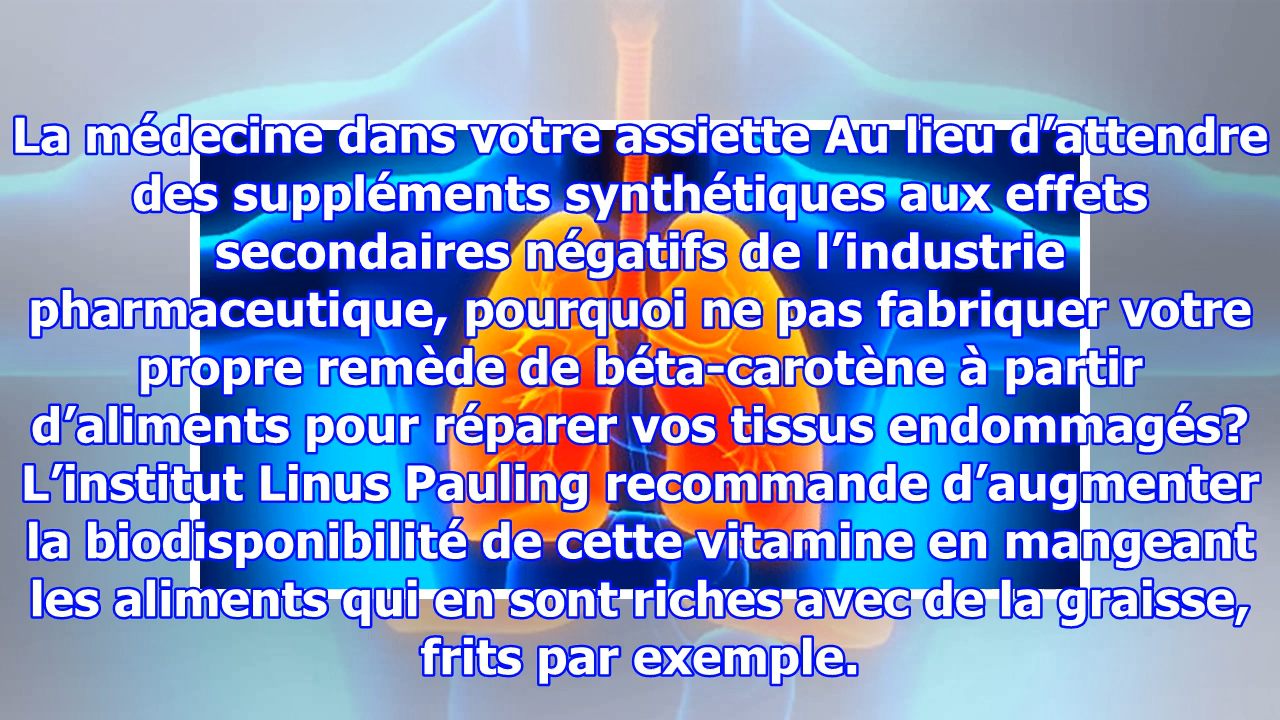 La médecine dans votre assiette Au lieu d’attendre
des suppléments synthétiques aux effets
secondaires négatifs de l’industrie
pharmaceutique, pourquoi ne pas fabriquer votre
propre remède de béta-carotène à partir
d’aliments pour réparer vos tissus endommagés?
L’institut Linus Pauling recommande d’augmenter
la biodisponibilité de cette vitamine en mangeant
les aliments qui en sont riches avec de la graisse,
frits par exemple.